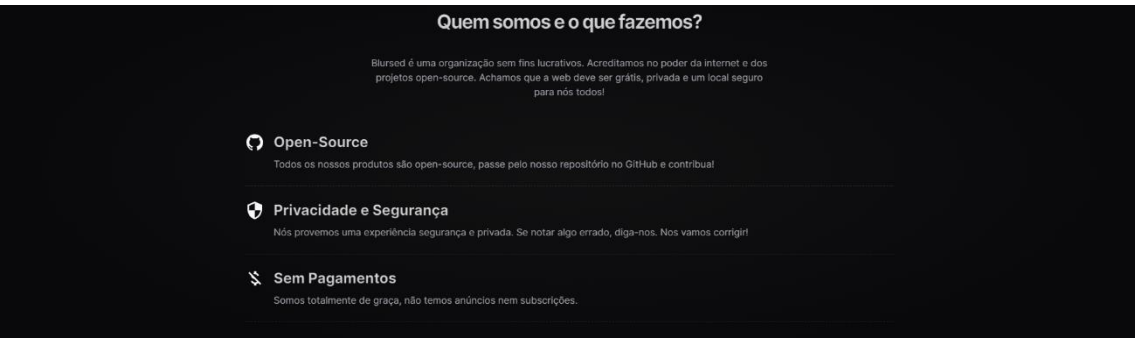 Quem somos e o que fazemos?
Blursed é uma organização sem fins lucrativos. Acreditamos no poder da internet e dos
projetos open-source. Achamos que a web deve ser grátis, privada e um local seguro
para nós todos!
Open-Source
Todos os nossos produtos são open-source, passe pelo nosso repositório no GitHub e contribua!
Privacidade e Segurança
Nós provemos uma experiência segurança e privada. Se notar algo errado, diga-nos. Nos vamos corrigir!
Sem Pagamentos
Somos totalmente de graça, não temos anúncios nem subscrições.